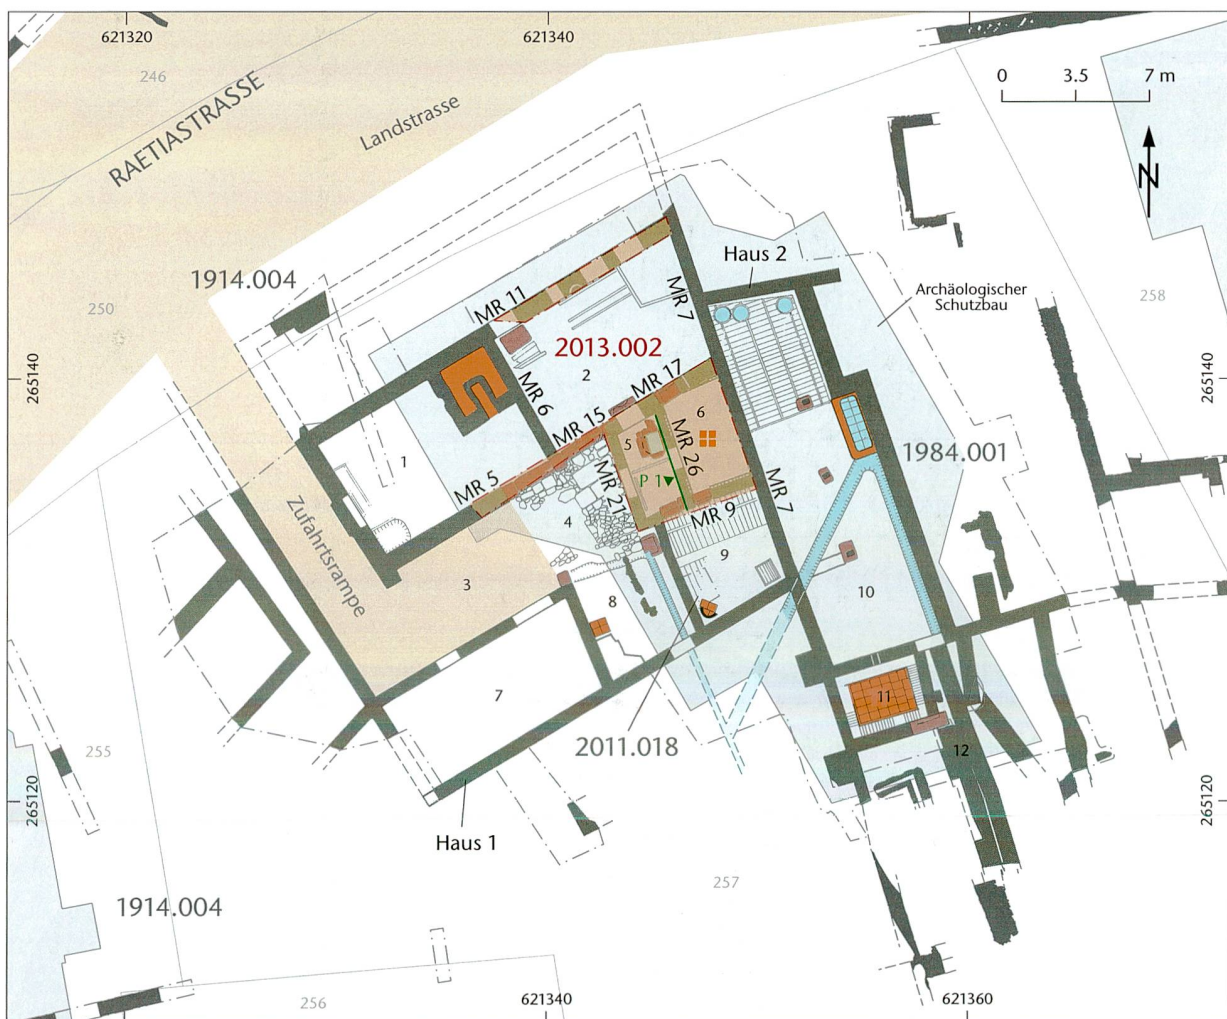 621320
621340
246
0 3.5 7 m
RAETIASTRASSE
Landstrasse
N
Haus 2
1914.004
Archäologischer
Schutzbau
250
258
MR 11
MR 7
2013.002
265140
265140
2
MR 6
MR 17
MR 15
6
5
1984.001
1
MR 26
MR 5
P 1
MR 21
MR 7
MR 9
4
9
Zufahrtsrampe
3
10
8
7
11
2011.018
255
12
265120
265120
Haus 1
257
1914.004
256
621340
621360